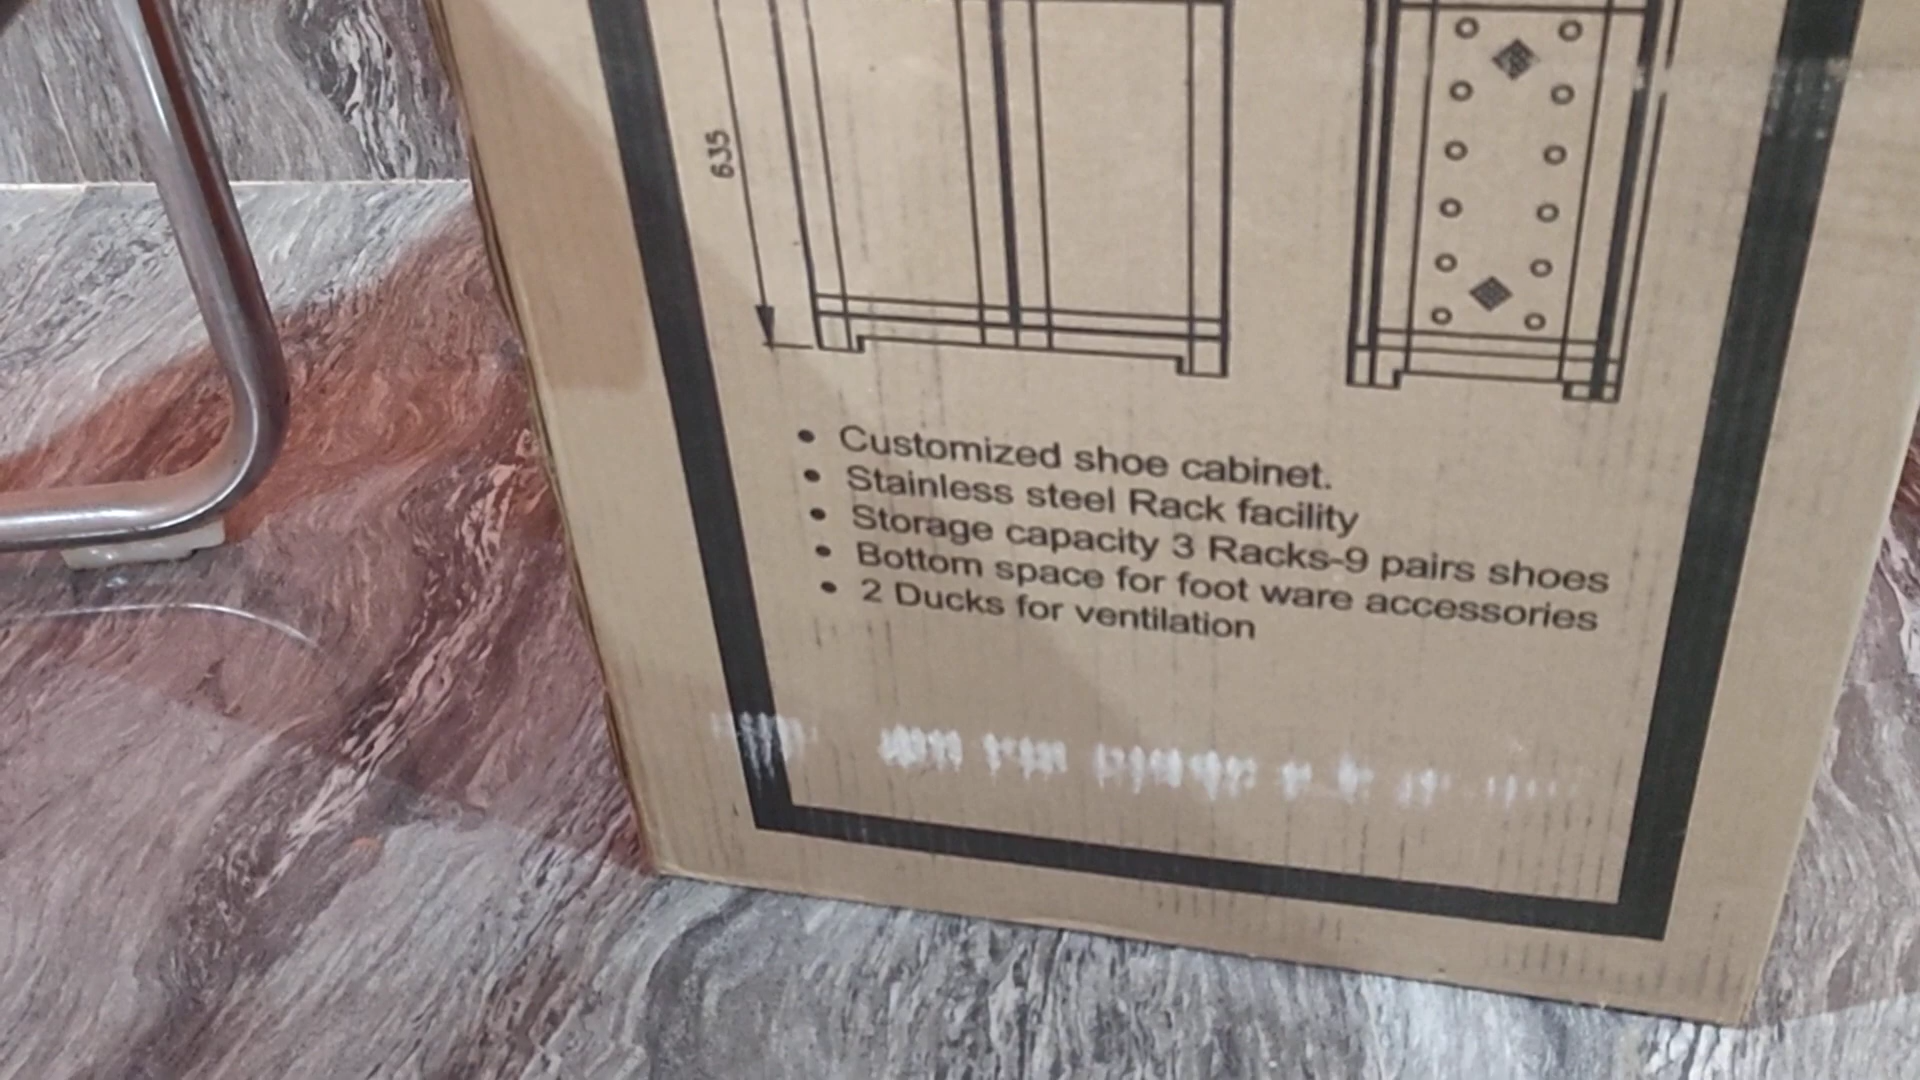 635
• Customized shoe cabinet.
• Stainless steel Rack facility
• Storage capacity 3 Racks-9 pairs shoes
• Bottom space for foot ware accessories
• 2 Ducks for ventilation